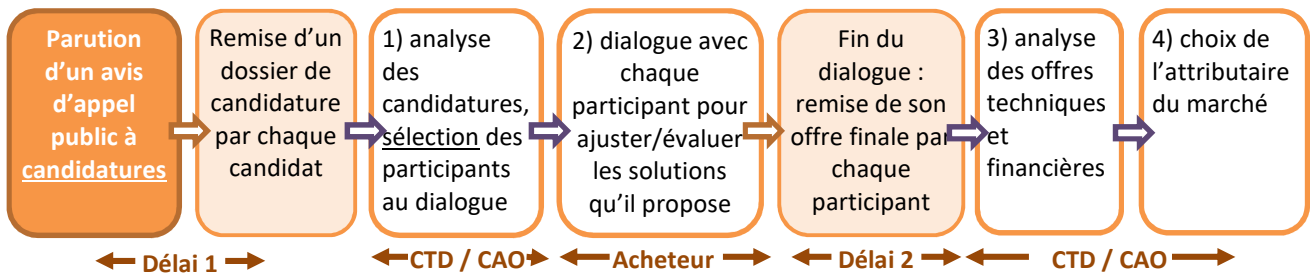 Parution
d’un avis
d’appel
public à
candidatures
Remise d’un
dossier de
candidature
par chaque
candidat
1) analyse
des
candidatures,
sélection des
participants
au dialogue
2) dialogue avec
chaque
participant pour
ajuster/évaluer
les solutions
qu’il propose
Fin du
dialogue :
remise de son
offre finale par
chaque
participant
3) analyse
des offres
techniques
et
financières
4) choix de
l’attributaire
du marché
Délai 1
CTD / CAO
Acheteur
Délai 2
CTD / CAO